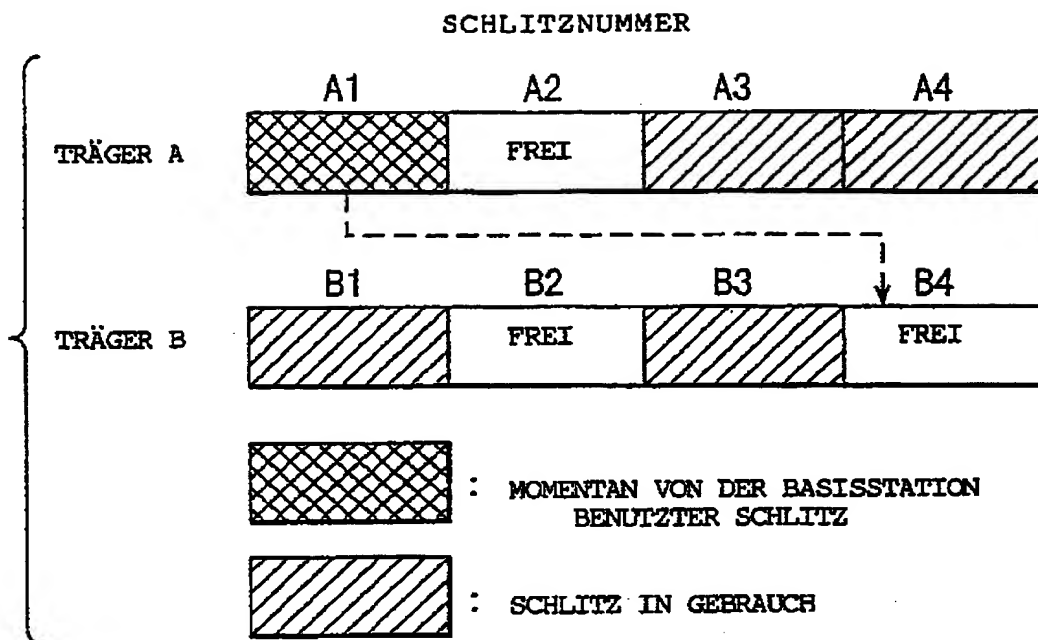 SCHLITZNUMMER
A1 A2 A3 A4
TRÄGER A FREI
B1 B2 B3 B4
TRÄGER B FREI FREI
: MOMENTAN VON DER BASISSTATION
BENUTZTER SCHLITZ
: SCHLITZ IN GEBRAUCH